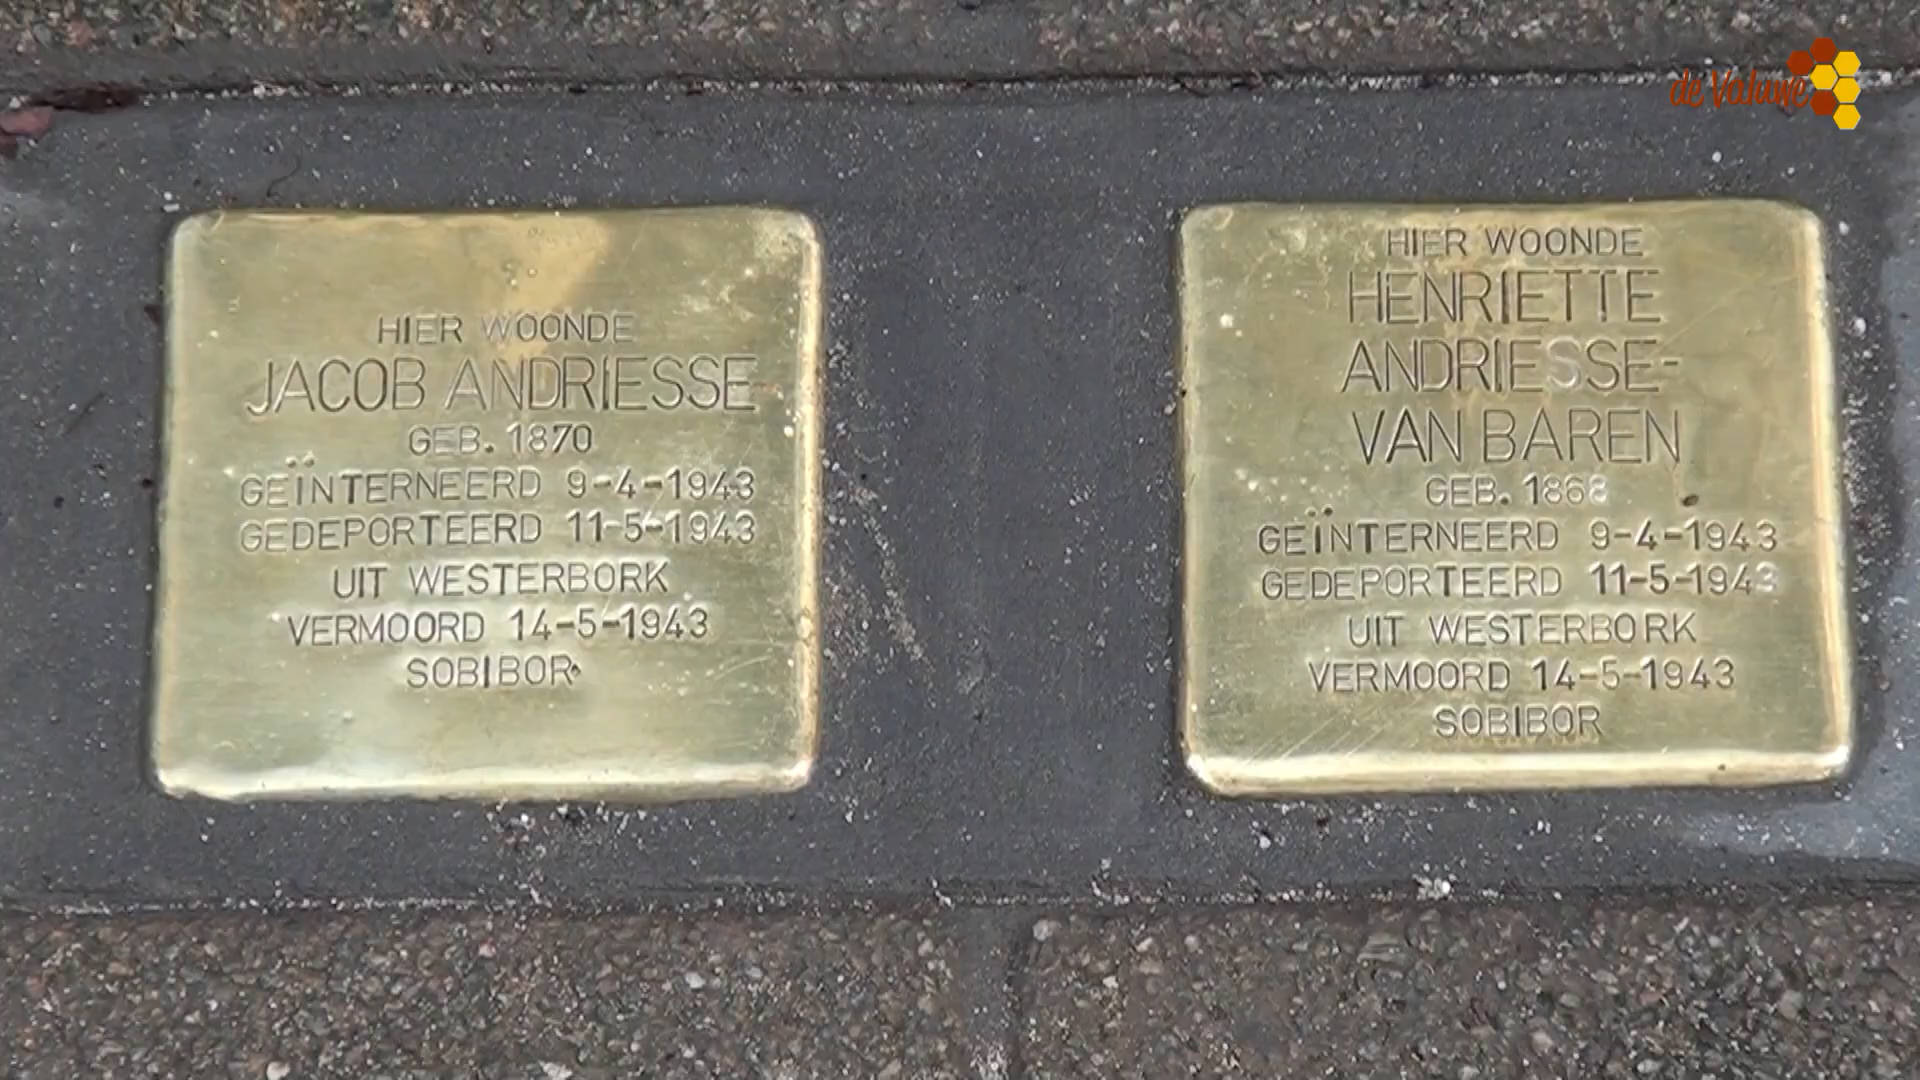 de Valuwe
HIER WOONDE
JACOB ANDRIESSE
GEB. 1870
GEÏNTERNEERD 9-4-1943
GEDEPORTEERD 11-5-1943
UIT WESTERBORK
VERMOORD 14-5-1943
SOBIBOR
HIER WOONDE
HENRIETTE
ANDRIESSE-
VAN BAREN
GEB. 1868
GEÏNTERNEERD 9-4-1943
GEDEPORTEERD 11-5-1943
UIT WESTERBORK
VERMOORD 14-5-1943
SOBIBOR